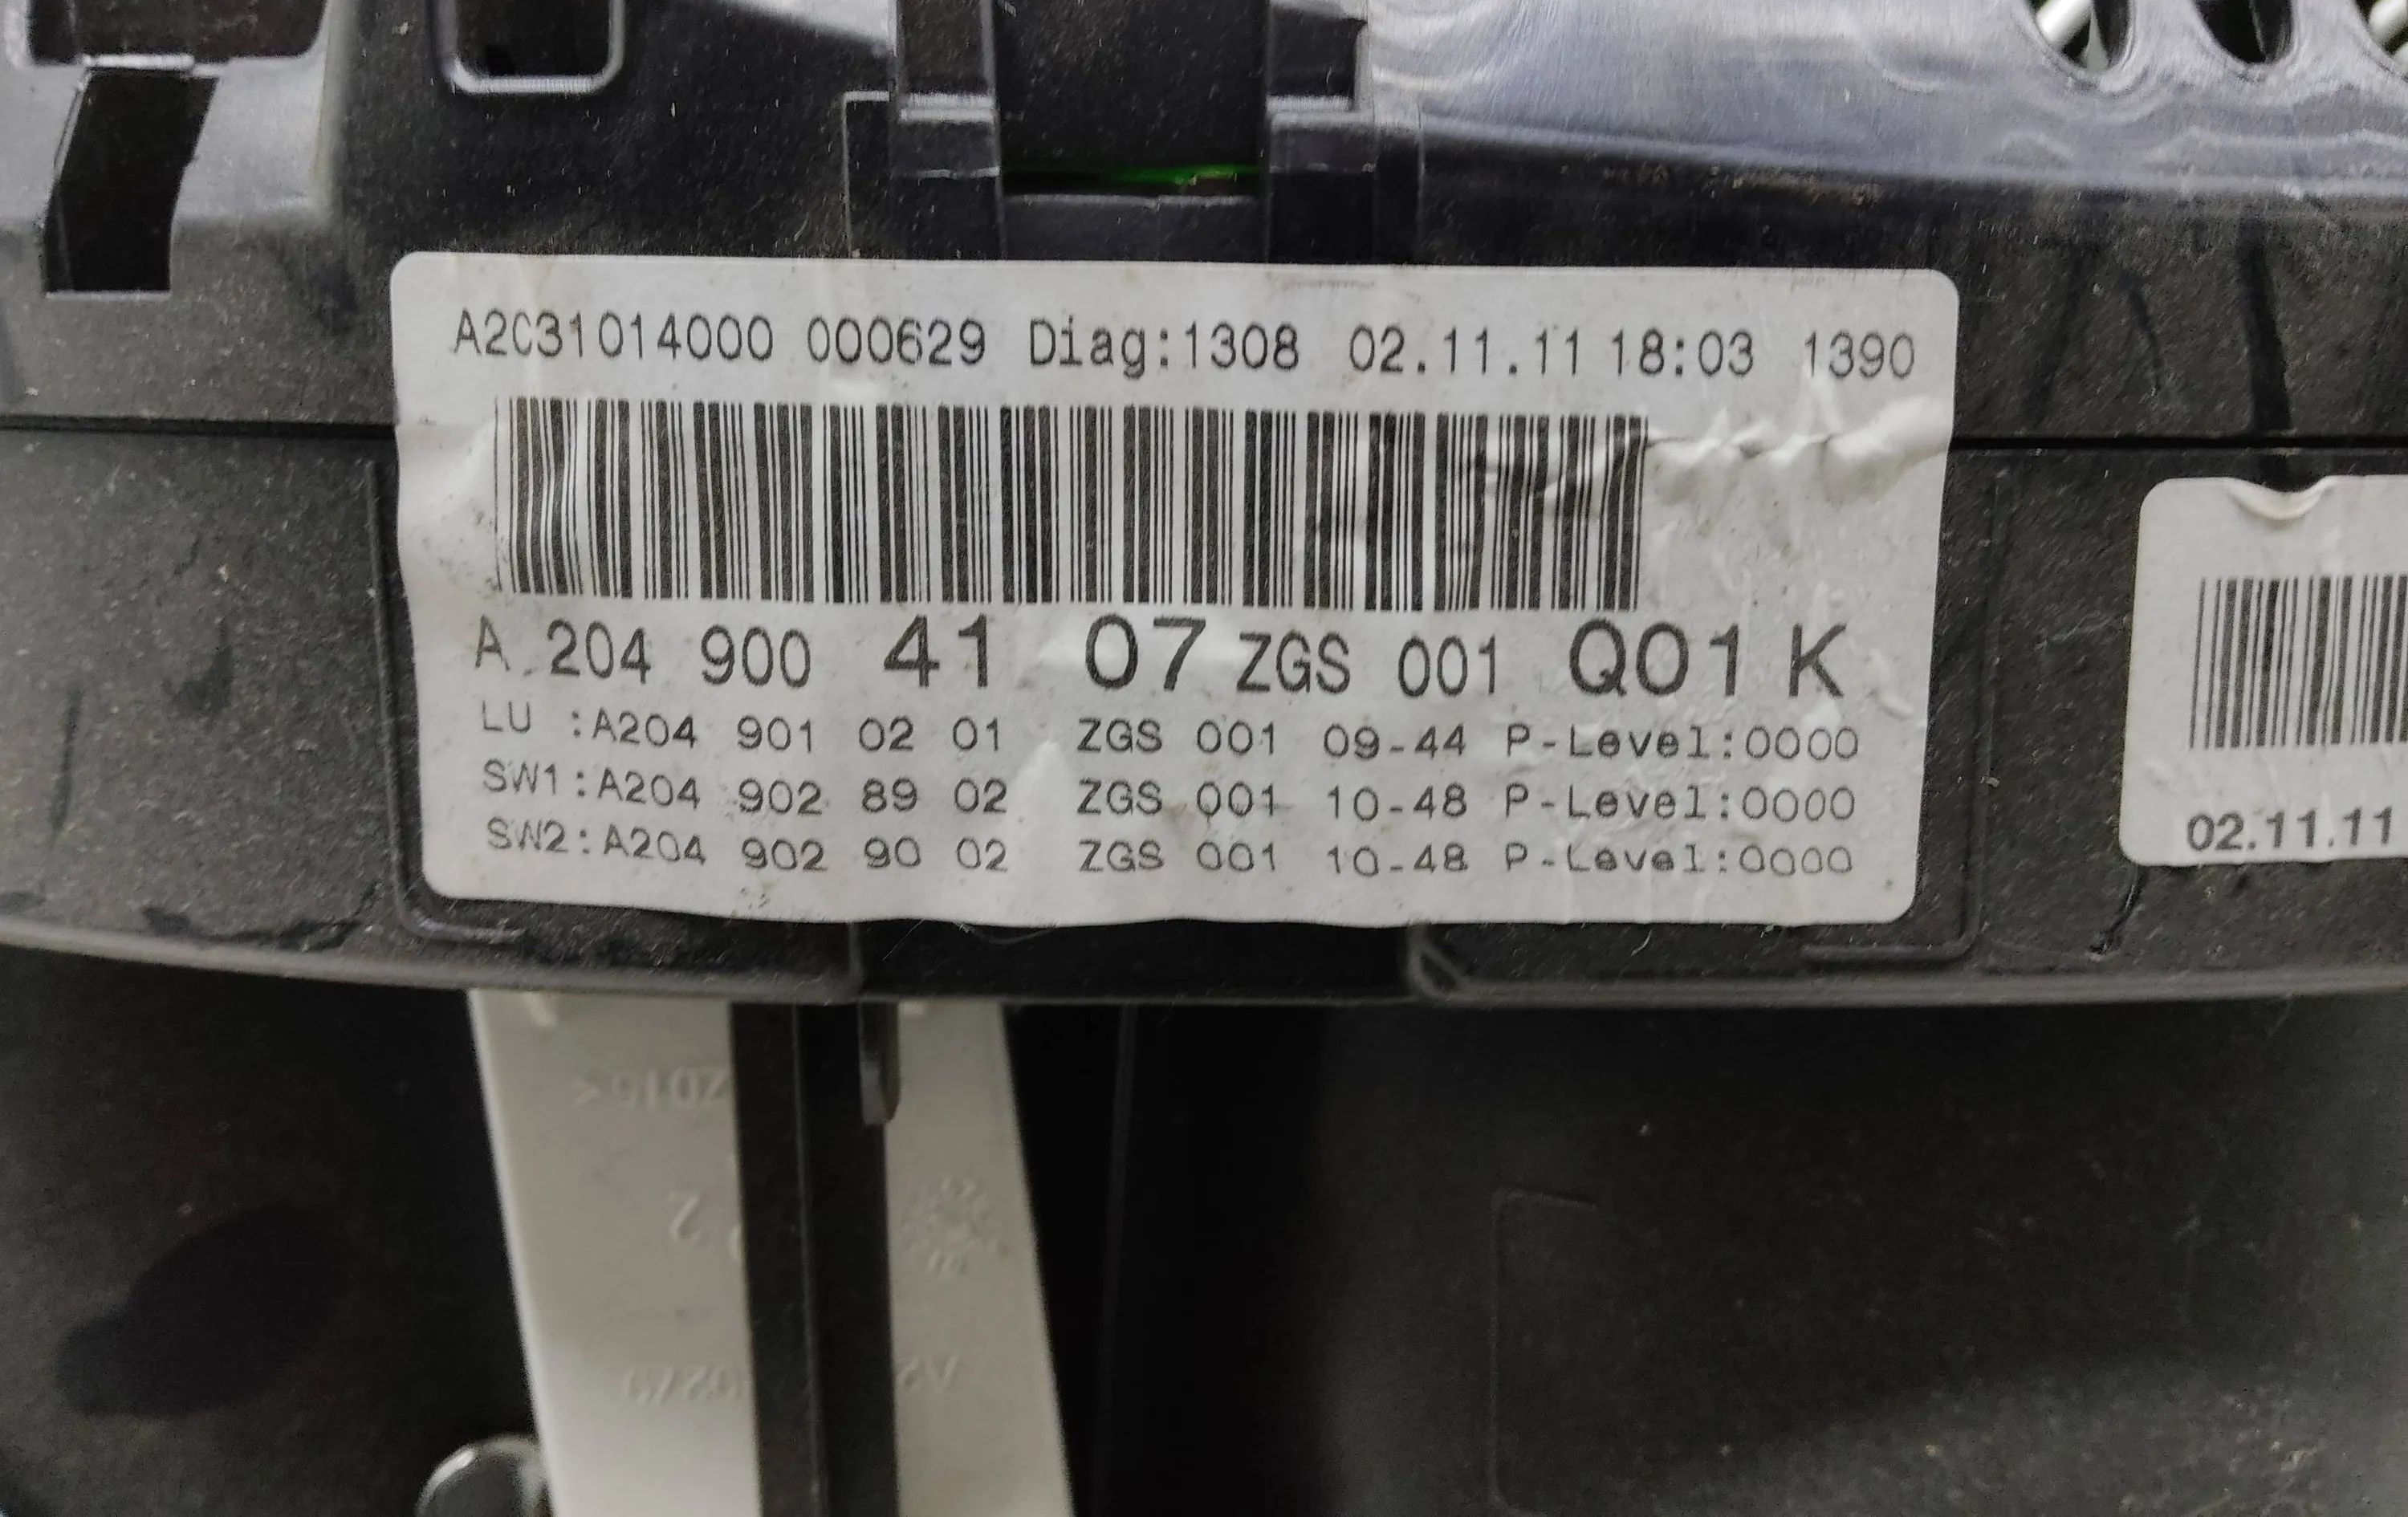 A2C31014000 000629 Diag:1308 02.11.11 18:03 1390
A 204 900 41 07 ZGS 001 Q01 K
LU :A204 901 02 01 ZGS 001 09-44 P-Level:0000
SW1:A204 902 89 02 ZGS 001 10-48 P-Level:0000
SW2:A204 902 90 02 ZGS 001 10-48 P-Level:0000
02.11.11
2